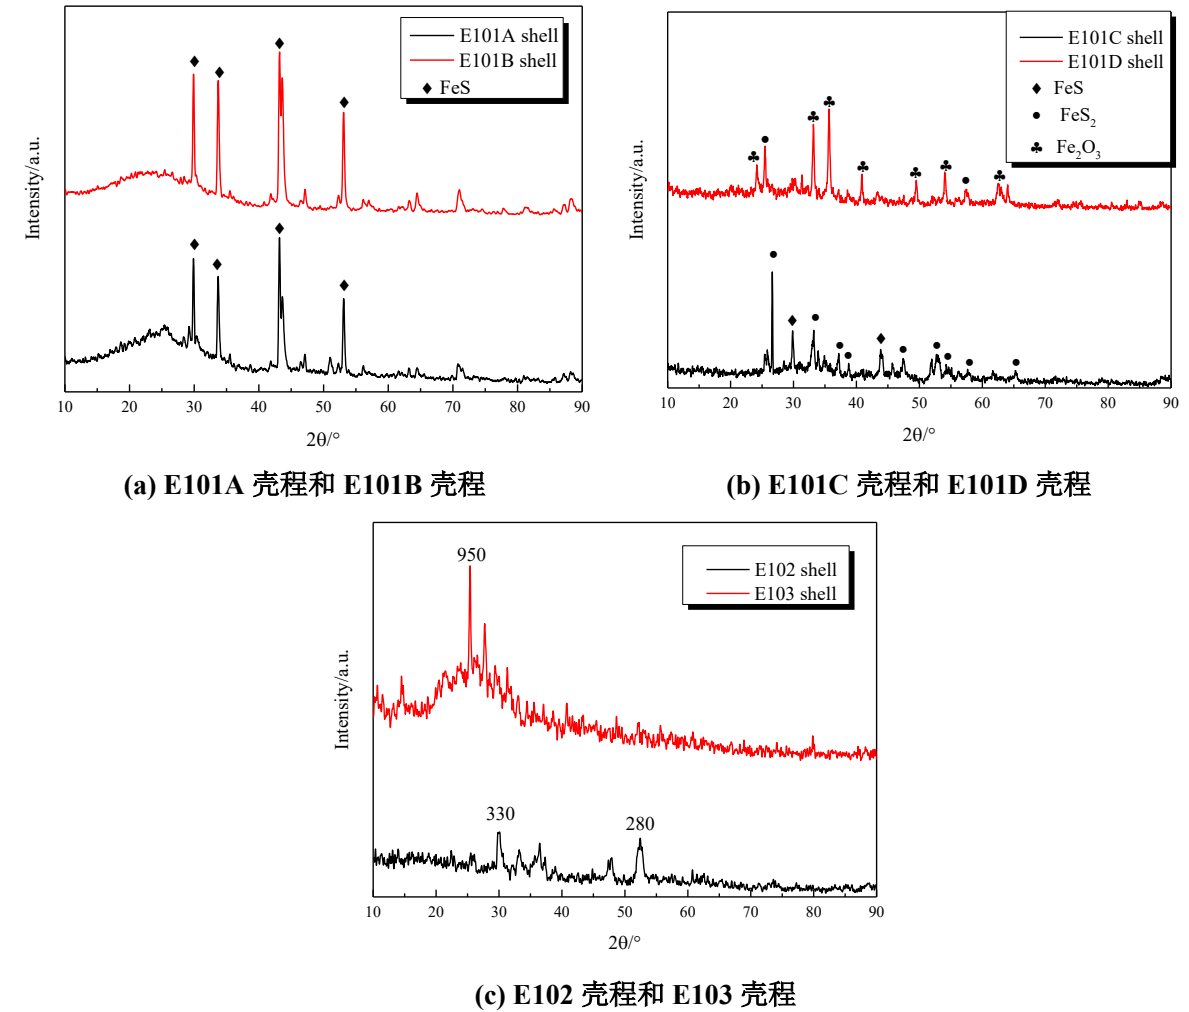 E101A shell
E101B shell
♦ FeS
Intensity/a.u.
10 20 30 40 50 60 70 80 90
2θ/°
(a) E101A 壳程和 E101B 壳程
E101C shell
E101D shell
♦ FeS
● FeS₂
♣ Fe₂O₃
Intensity/a.u.
10 20 30 40 50 60 70 80 90
2θ/°
(b) E101C 壳程和 E101D 壳程
950
E102 shell
E103 shell
Intensity/a.u.
330
280
10 20 30 40 50 60 70 80 90
2θ/°
(c) E102 壳程和 E103 壳程